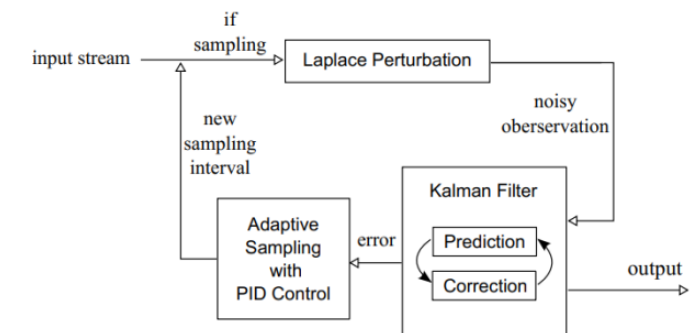 if
sampling
input stream
Laplace Perturbation
noisy
oberservation
new
sampling
interval
Kalman Filter
Adaptive
Sampling
with
PID Control
error
Prediction
Correction
output